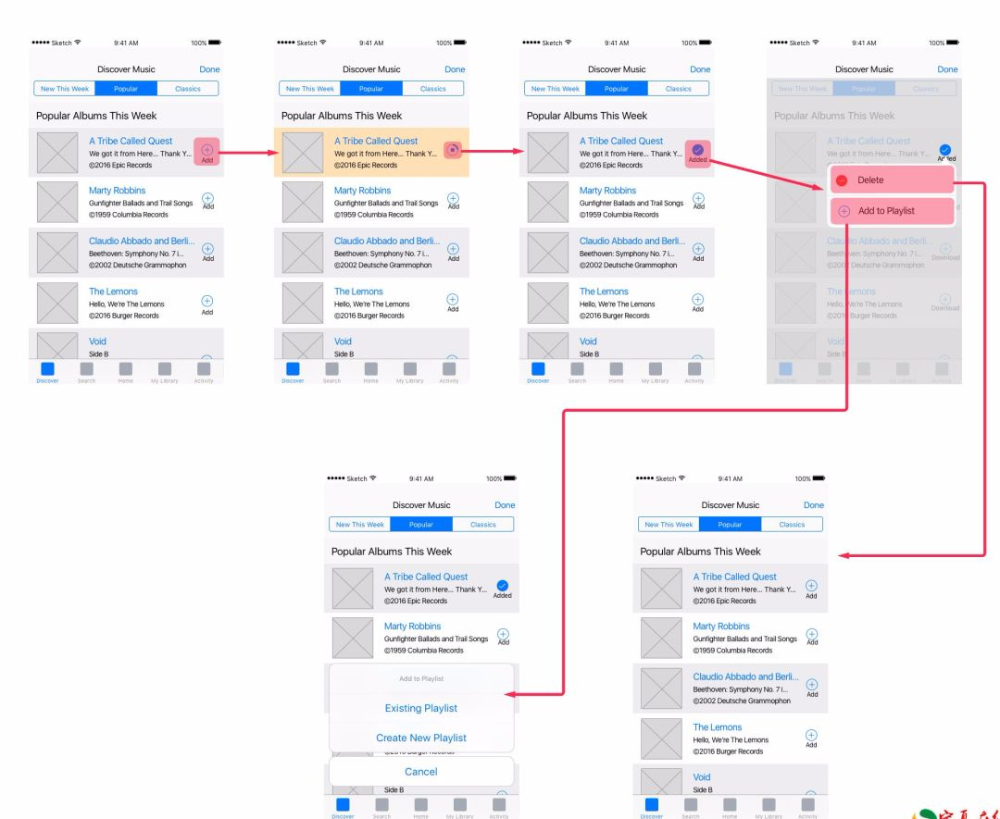 Sketch 9:41 AM 100%
Discover Music Done
New This Week Popular Classics
Popular Albums This Week
A Tribe Called Quest
We got it from Here... Thank Y...
©2016 Epic Records
Add
Marty Robbins
Gunfighter Ballads and Trail Songs
©1959 Columbia Records
Add
Claudio Abbado and Berli...
Beethoven: Symphony No. 7 i...
©2002 Deutsche Grammophon
Add
The Lemons
Hello, We're The Lemons
©2016 Burger Records
Add
Void
Side B
Discover Search Home My Library Activity
Sketch 9:41 AM 100%
Discover Music Done
New This Week Popular Classics
Popular Albums This Week
A Tribe Called Quest
We got it from Here... Thank Y...
©2016 Epic Records
Marty Robbins
Gunfighter Ballads and Trail Songs
©1959 Columbia Records
Add
Claudio Abbado and Berli...
Beethoven: Symphony No. 7 i...
©2002 Deutsche Grammophon
Add
The Lemons
Hello, We're The Lemons
©2016 Burger Records
Add
Void
Side B
Discover Search Home My Library Activity
Sketch 9:41 AM 100%
Discover Music Done
New This Week Popular Classics
Popular Albums This Week
A Tribe Called Quest
We got it from Here... Thank Y...
©2016 Epic Records
Added
Marty Robbins
Gunfighter Ballads and Trail Songs
©1959 Columbia Records
Add
Claudio Abbado and Berli...
Beethoven: Symphony No. 7 i...
©2002 Deutsche Grammophon
Add
The Lemons
Hello, We're The Lemons
©2016 Burger Records
Add
Void
Side B
Discover Search Home My Library Activity
Sketch 9:41 AM 100%
Discover Music Done
New This Week Popular Classics
Popular Albums This Week
A Tribe Called Quest
We got it from Here... Thank Y...
©2016 Epic Records
Added
Delete
Add to Playlist
Claudio Abbado and Berli...
Beethoven: Symphony No. 7 i...
©2002 Deutsche Grammophon
Download
The Lemons
Hello, We're The Lemons
©2016 Burger Records
Download
Void
Side B
Discover Search Home My Library Activity
Sketch 9:41 AM 100%
Discover Music Done
New This Week Popular Classics
Popular Albums This Week
A Tribe Called Quest
We got it from Here... Thank Y...
©2016 Epic Records
Added
Marty Robbins
Gunfighter Ballads and Trail Songs
©1959 Columbia Records
Add
Add to Playlist
Existing Playlist
Create New Playlist
©2016 Burger Records
Cancel
Side B
Discover Search Home My Library Activity
Sketch 9:41 AM 100%
Discover Music Done
New This Week Popular Classics
Popular Albums This Week
A Tribe Called Quest
We got it from Here... Thank Y...
©2016 Epic Records
Add
Marty Robbins
Gunfighter Ballads and Trail Songs
©1959 Columbia Records
Add
Claudio Abbado and Berli...
Beethoven: Symphony No. 7 i...
©2002 Deutsche Grammophon
Add
The Lemons
Hello, We're The Lemons
©2016 Burger Records
Add
Void
Side B
Discover Search Home My Library Activity